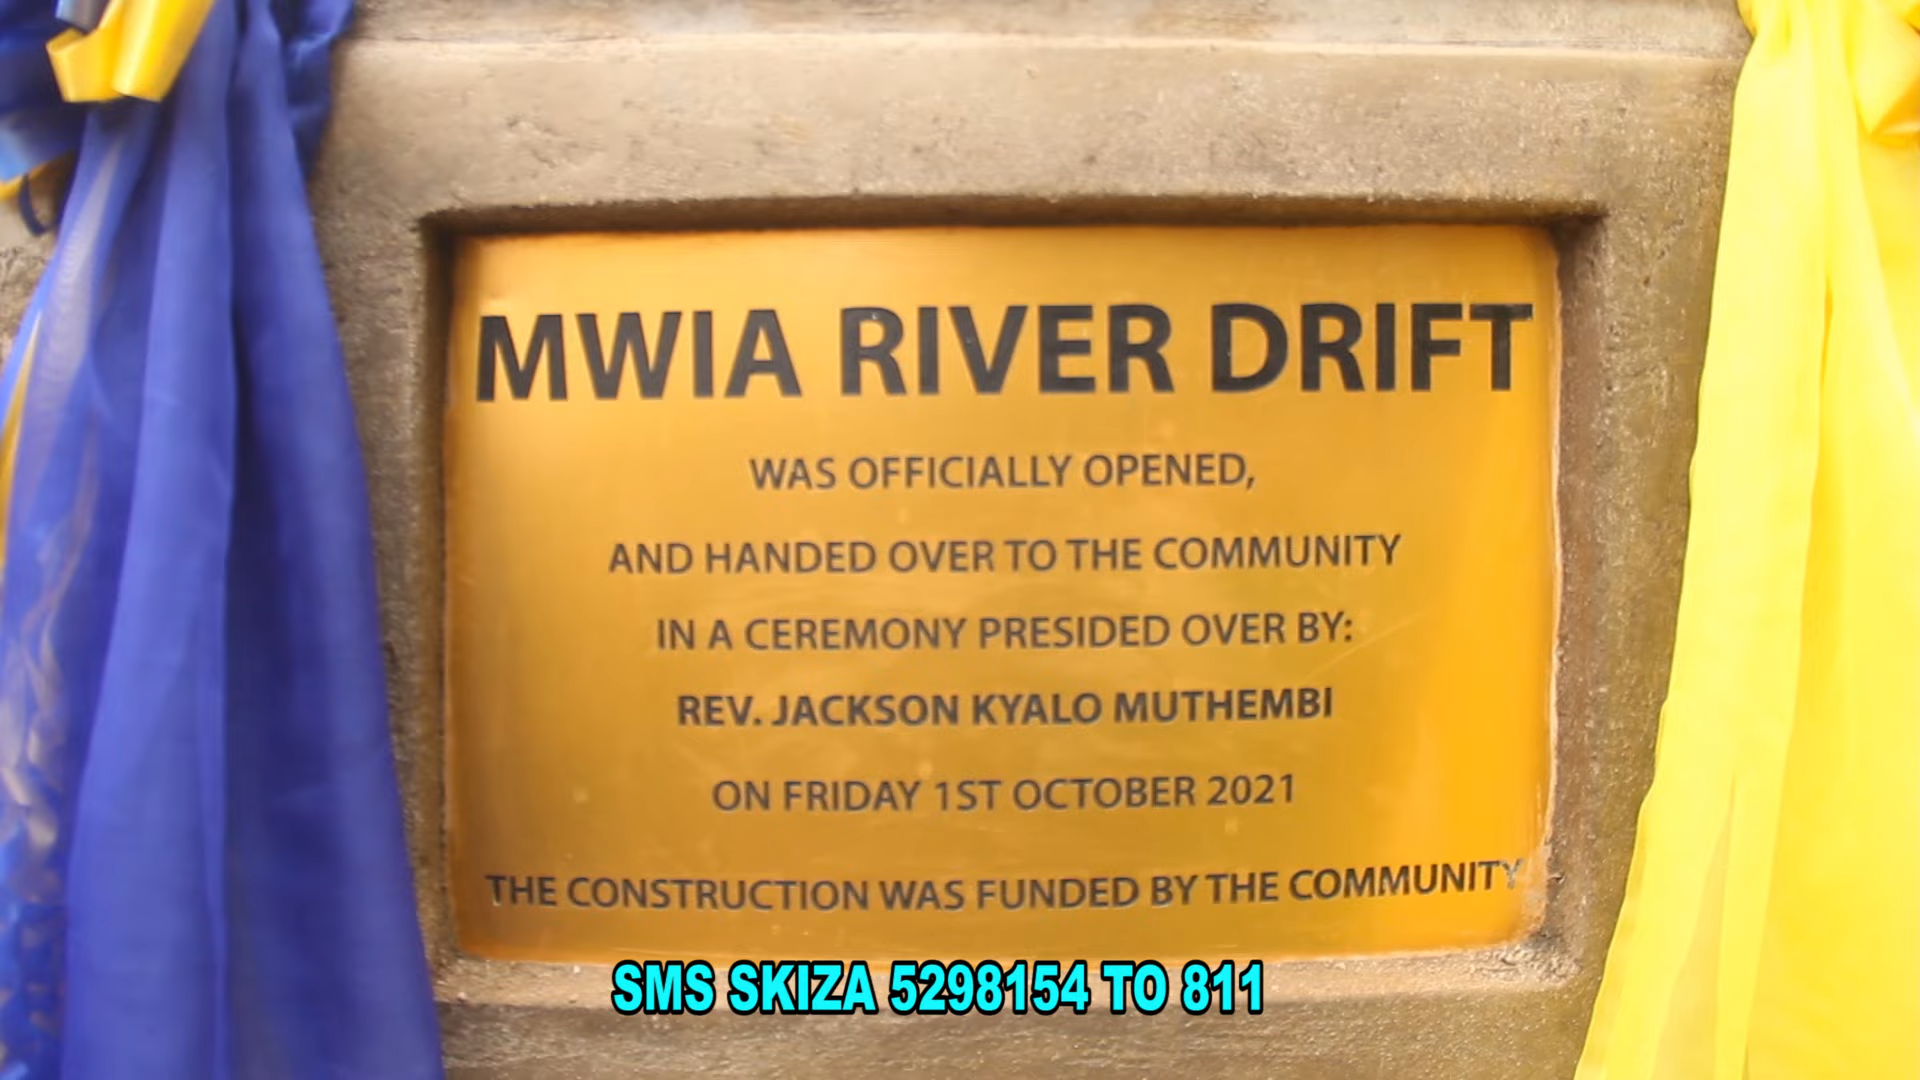 MWIA RIVER DRIFT
WAS OFFICIALLY OPENED,
AND HANDED OVER TO THE COMMUNITY
IN A CEREMONY PRESIDED OVER BY:
REV. JACKSON KYALO MUTHEMBI
ON FRIDAY 1ST OCTOBER 2021
THE CONSTRUCTION WAS FUNDED BY THE COMMUNITY
SMS SKIZA 5298154 TO 811